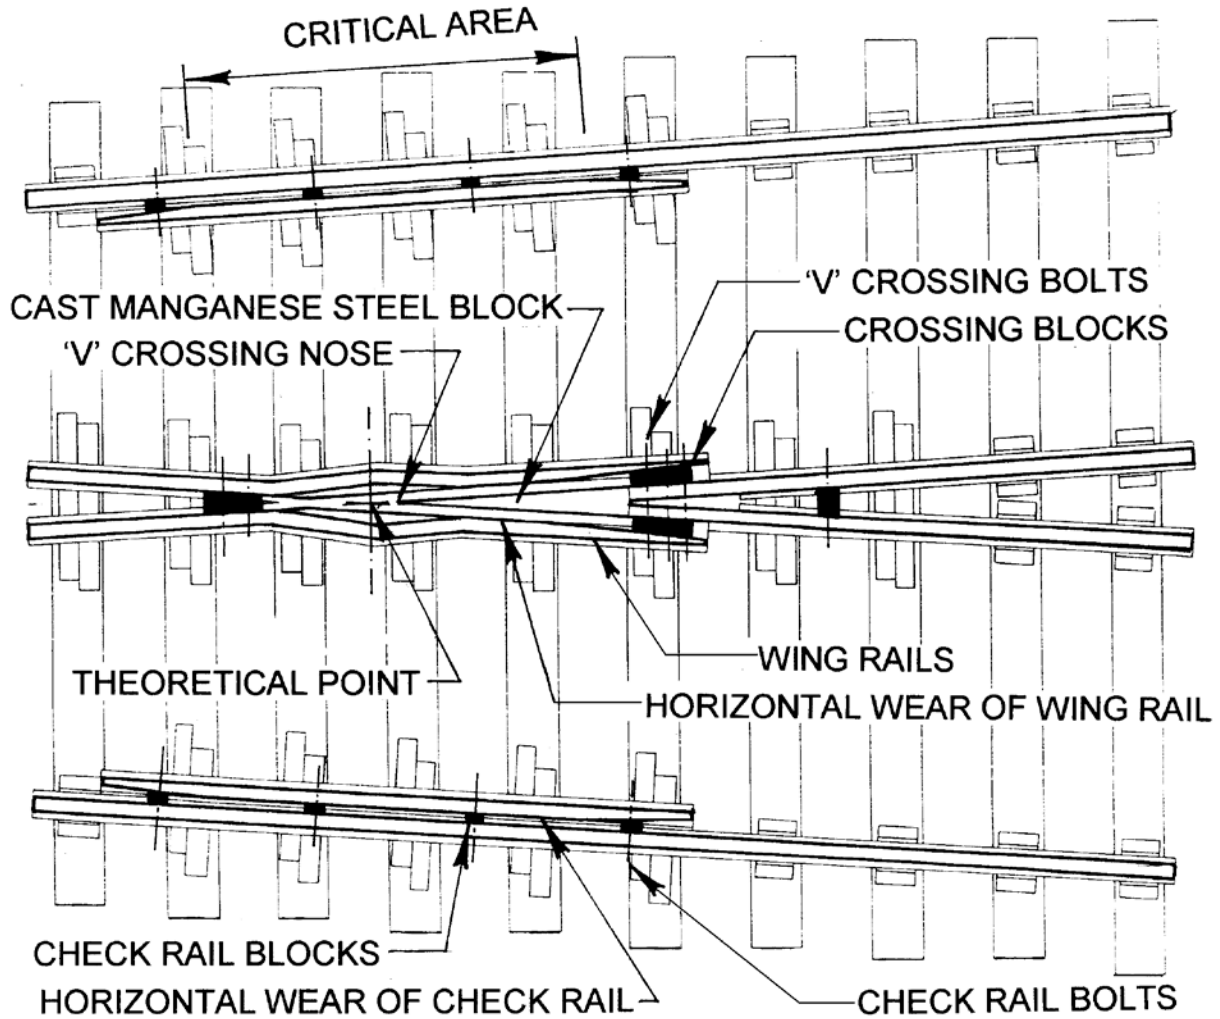 CRITICAL AREA
'V' CROSSING BOLTS
CAST MANGANESE STEEL BLOCK
CROSSING BLOCKS
'V' CROSSING NOSE
WING RAILS
THEORETICAL POINT
HORIZONTAL WEAR OF WING RAIL
CHECK RAIL BLOCKS
HORIZONTAL WEAR OF CHECK RAIL
CHECK RAIL BOLTS